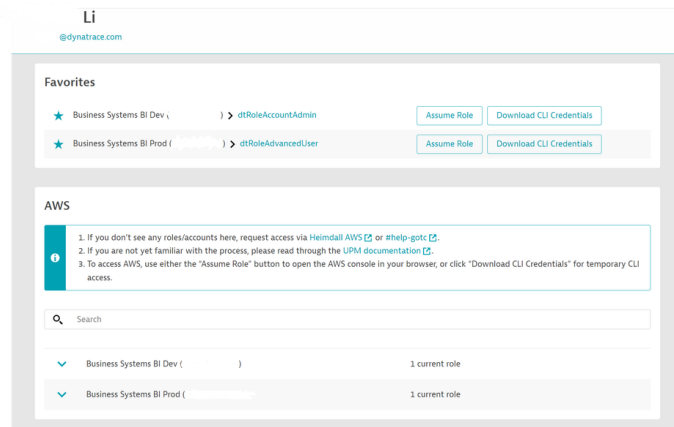 Li
@dynatrace.com
Favorites
Business Systems BI Dev ( ) > dtRoleAccountAdmin Assume Role Download CLI Credentials
Business Systems BI Prod ( ) > dtRoleAdvancedUser Assume Role Download CLI Credentials
AWS
1. If you don't see any roles/accounts here, request access via Heimdall AWS or #help-gotc.
2. If you are not yet familiar with the process, please read through the UPM documentation.
3. To access AWS, use either the "Assume Role" button to open the AWS console in your browser, or click "Download CLI Credentials" for temporary CLI
access.
Search
Business Systems BI Dev ( ) 1 current role
Business Systems BI Prod ( 1 current role